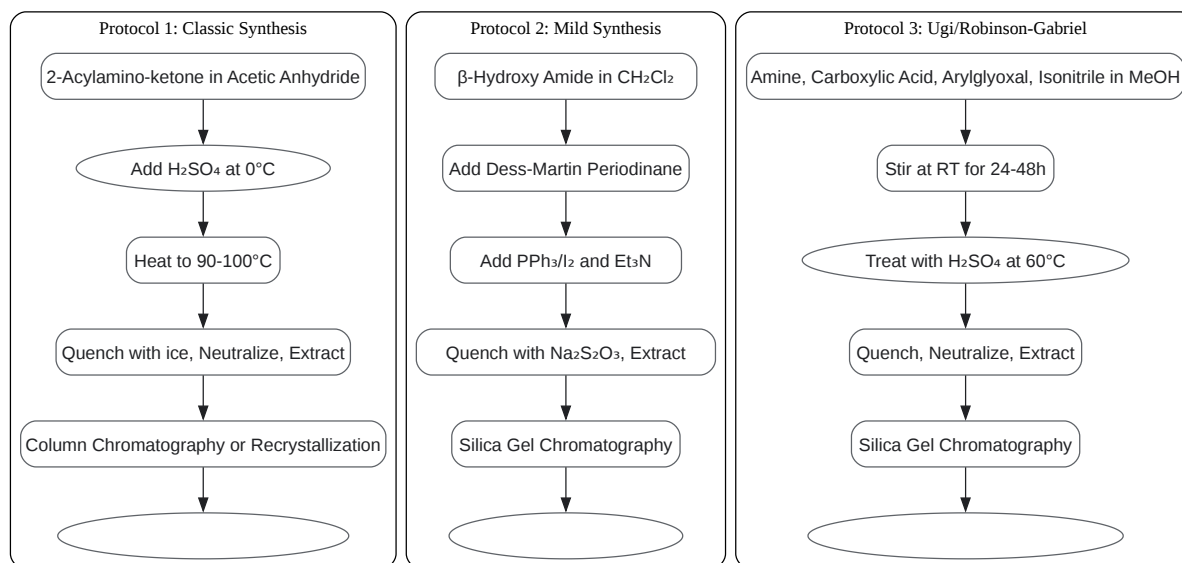 Protocol 1: Classic Synthesis
2-Acylamino-ketone in Acetic Anhydride
Add H₂SO₄ at 0°C
Heat to 90-100°C
Quench with ice, Neutralize, Extract
Column Chromatography or Recrystallization
Protocol 2: Mild Synthesis
β-Hydroxy Amide in CH₂Cl₂
Add Dess-Martin Periodinane
Add PPh₃/I₂ and Et₃N
Quench with Na₂S₂O₃, Extract
Silica Gel Chromatography
Protocol 3: Ugi/Robinson-Gabriel
Amine, Carboxylic Acid, Arylglyoxal, Isonitrile in MeOH
Stir at RT for 24-48h
Treat with H₂SO₄ at 60°C
Quench, Neutralize, Extract
Silica Gel Chromatography